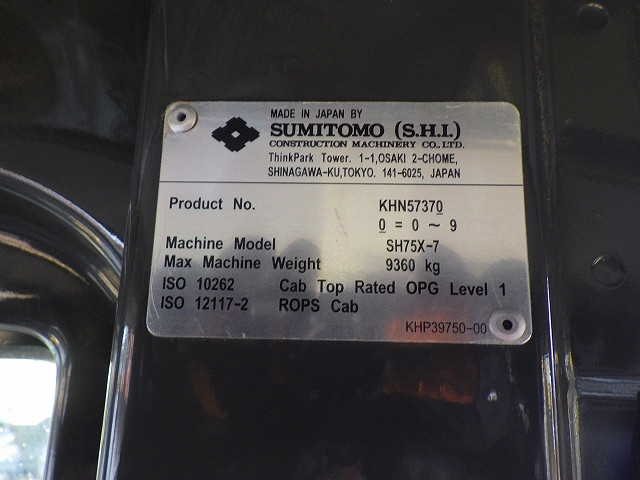 MADE IN JAPAN BY
SUMITOMO (S.H.I.)
CONSTRUCTION MACHINERY CO., LTD.
ThinkPark Tower. 1-1,OSAKI 2-CHOME,
SHINAGAWA-KU,TOKYO. 141-6025, JAPAN
Product No. KHN57370
0 = 0 ~ 9
Machine Model SH75X-7
Max Machine Weight 9360 kg
ISO 10262 Cab Top Rated OPG Level 1
ISO 12117-2 ROPS Cab
KHP39750-00